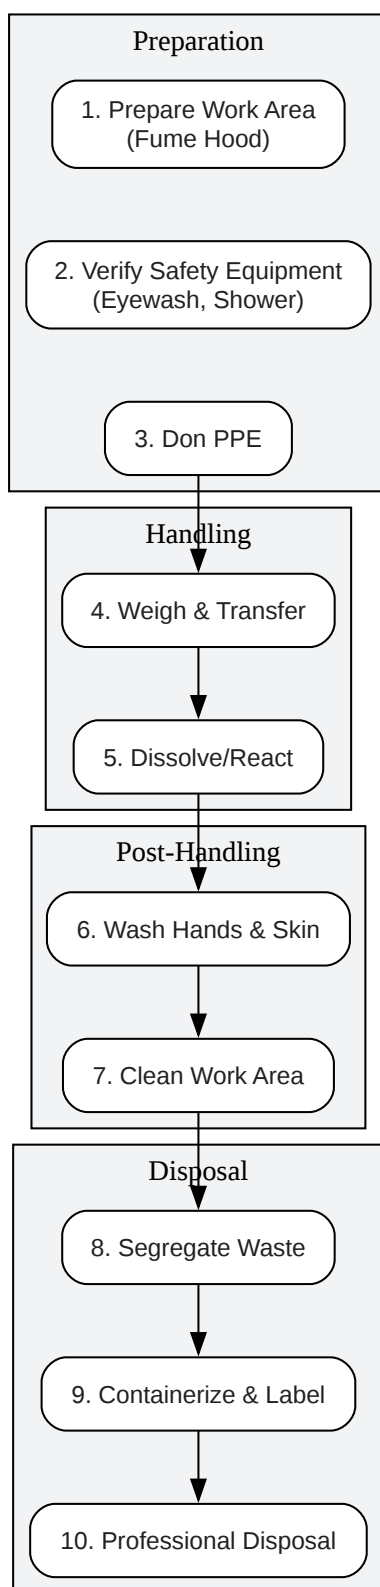 Preparation
1. Prepare Work Area
(Fume Hood)
2. Verify Safety Equipment
(Eyewash, Shower)
3. Don PPE
Handling
4. Weigh & Transfer
5. Dissolve/React
Post-Handling
6. Wash Hands & Skin
7. Clean Work Area
Disposal
8. Segregate Waste
9. Containerize & Label
10. Professional Disposal